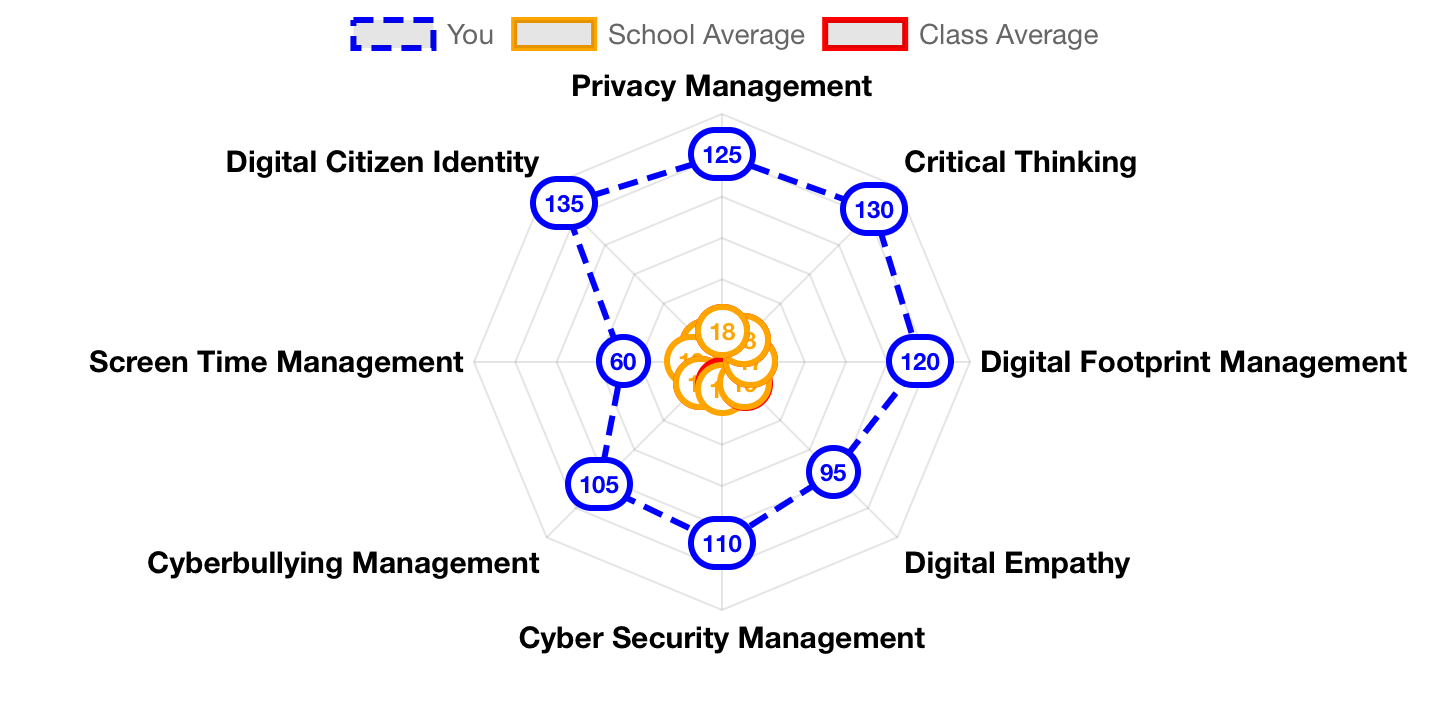 You School Average Class Average
Privacy Management
Digital Citizen Identity
Critical Thinking
125
135
130
18
Screen Time Management
60
120
Digital Footprint Management
95
105
110
Cyberbullying Management
Digital Empathy
Cyber Security Management